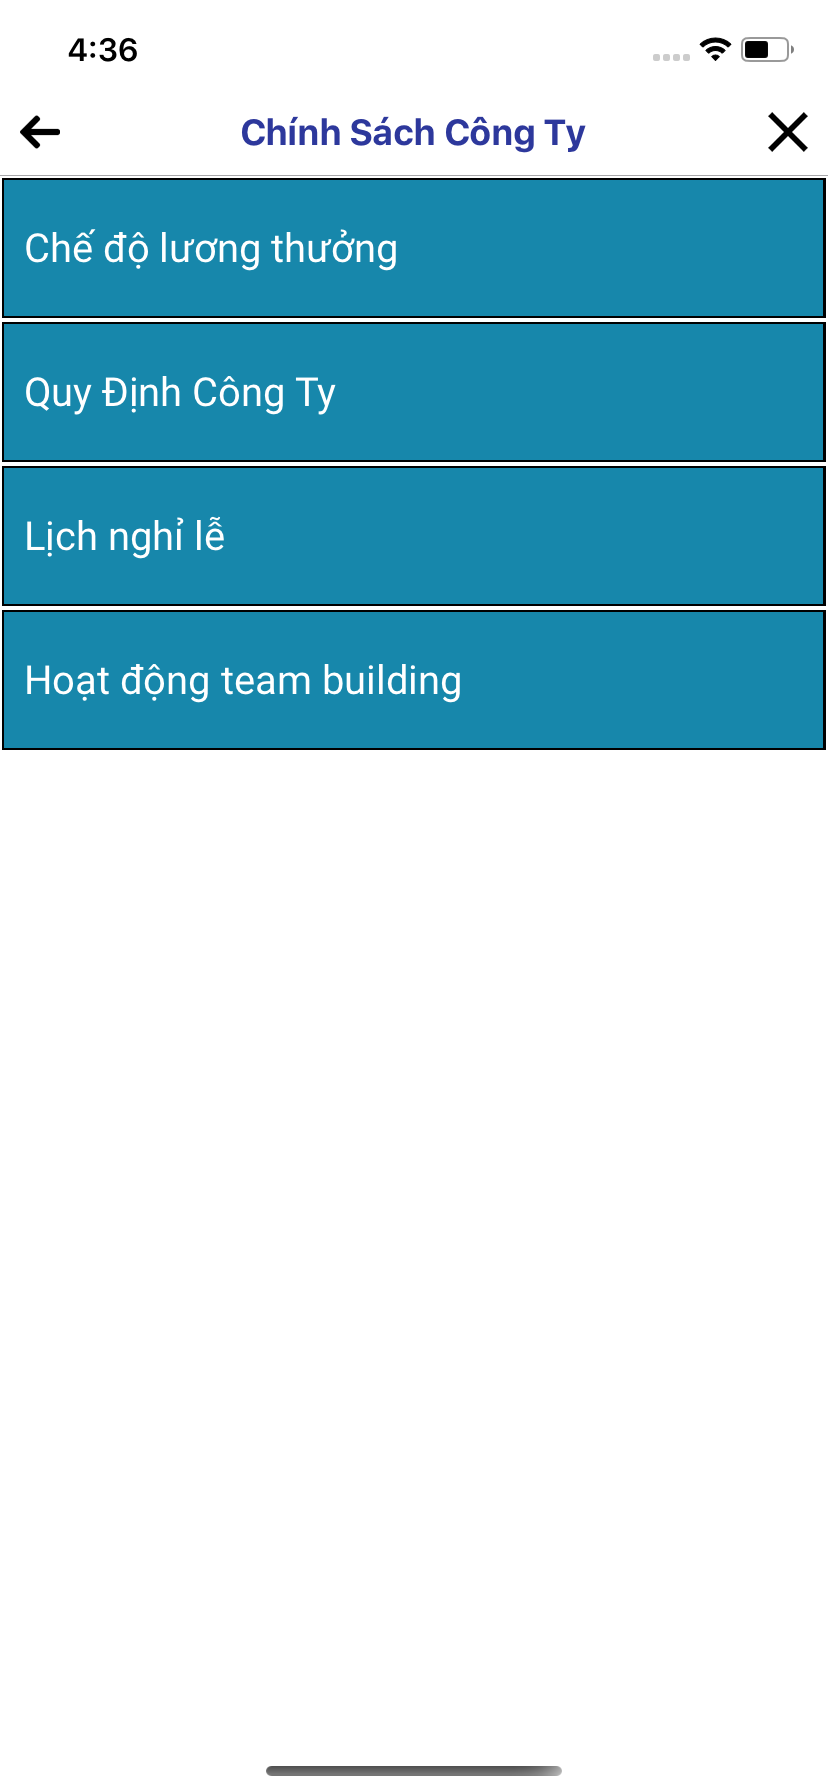 4:36
Chính Sách Công Ty
Chế độ lương thưởng
Quy Định Công Ty
Lịch nghỉ lễ
Hoạt động team building